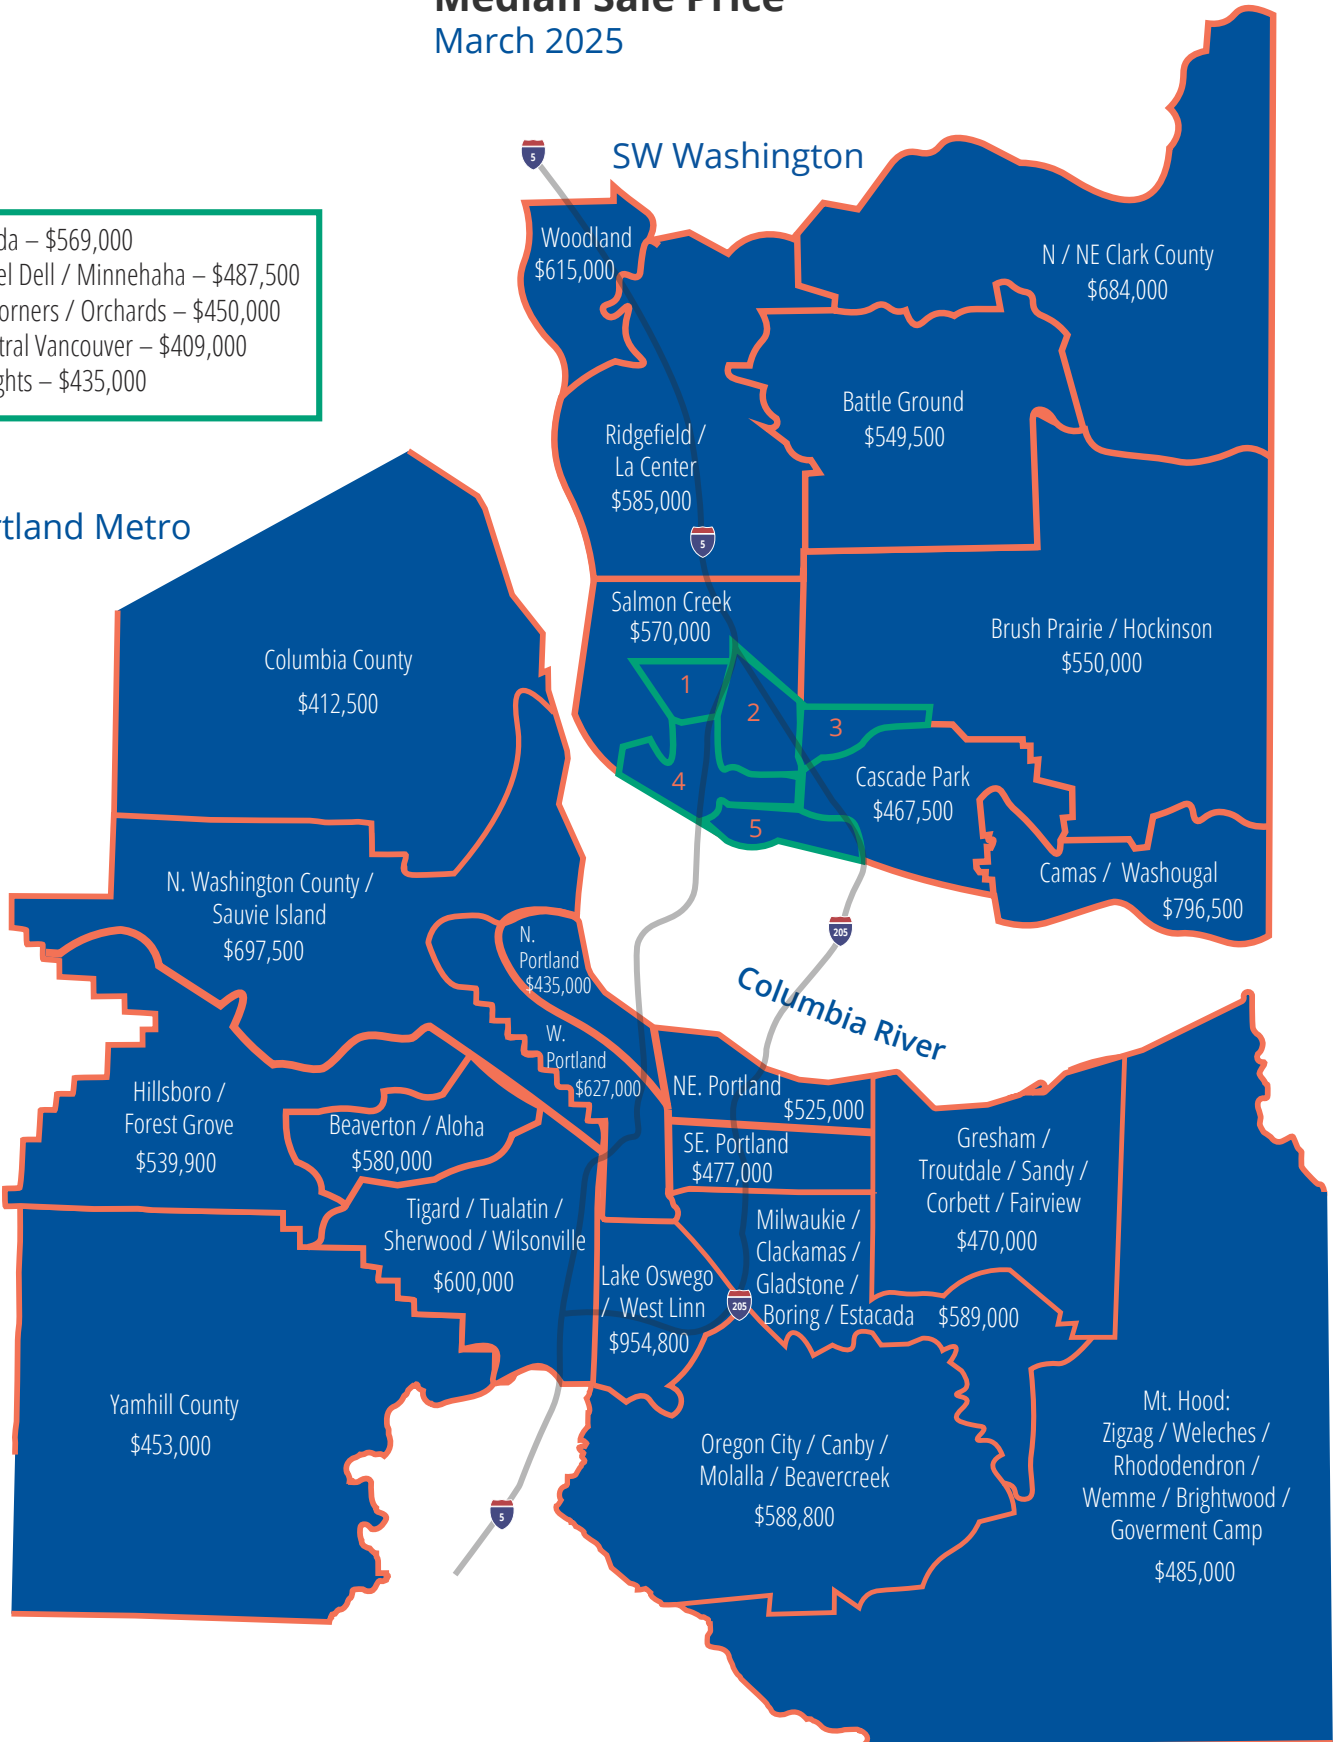 Median Sale Price
March 2025
SW Washington
da – $569,000
el Dell / Minnehaha – $487,500
orners / Orchards – $450,000
tral Vancouver – $409,000
ghts – $435,000
5
Woodland
$615,000
N / NE Clark County
$684,000
Battle Ground
$549,500
Ridgefield /
La Center
$585,000
5
rtland Metro
Salmon Creek
$570,000
Brush Prairie / Hockinson
$550,000
Columbia County
$412,500
1
2
3
4
5
Cascade Park
$467,500
Camas / Washougal
$796,500
N. Washington County /
Sauvie Island
$697,500
N.
Portland
$435,000
205
Columbia River
W.
Portland
$627,000
NE. Portland
$525,000
Hillsboro /
Forest Grove
$539,900
Beaverton / Aloha
$580,000
SE. Portland
$477,000
Gresham /
Troutdale / Sandy /
Corbett / Fairview
$470,000
Tigard / Tualatin /
Sherwood / Wilsonville
$600,000
Milwaukie /
Clackamas /
Gladstone /
Boring / Estacada $589,000
Lake Oswego
/ West Linn
$954,800
205
Yamhill County
$453,000
Oregon City / Canby /
Molalla / Beavercreek
$588,800
Mt. Hood:
Zigzag / Weleches /
Rhododendron /
Wemme / Brightwood /
Goverment Camp
$485,000
5